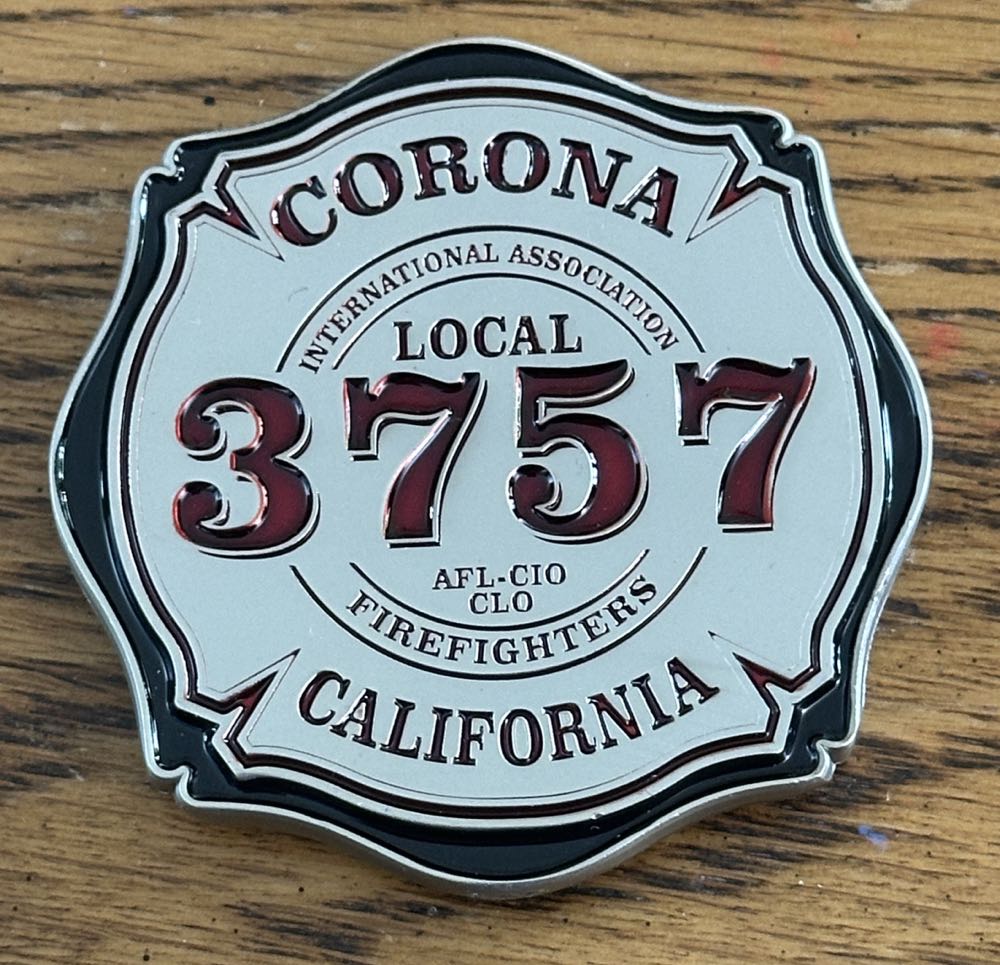 CORONA
INTERNATIONAL ASSOCIATION
LOCAL
3757
AFL-CIO
CLO
FIREFIGHTERS
CALIFORNIA